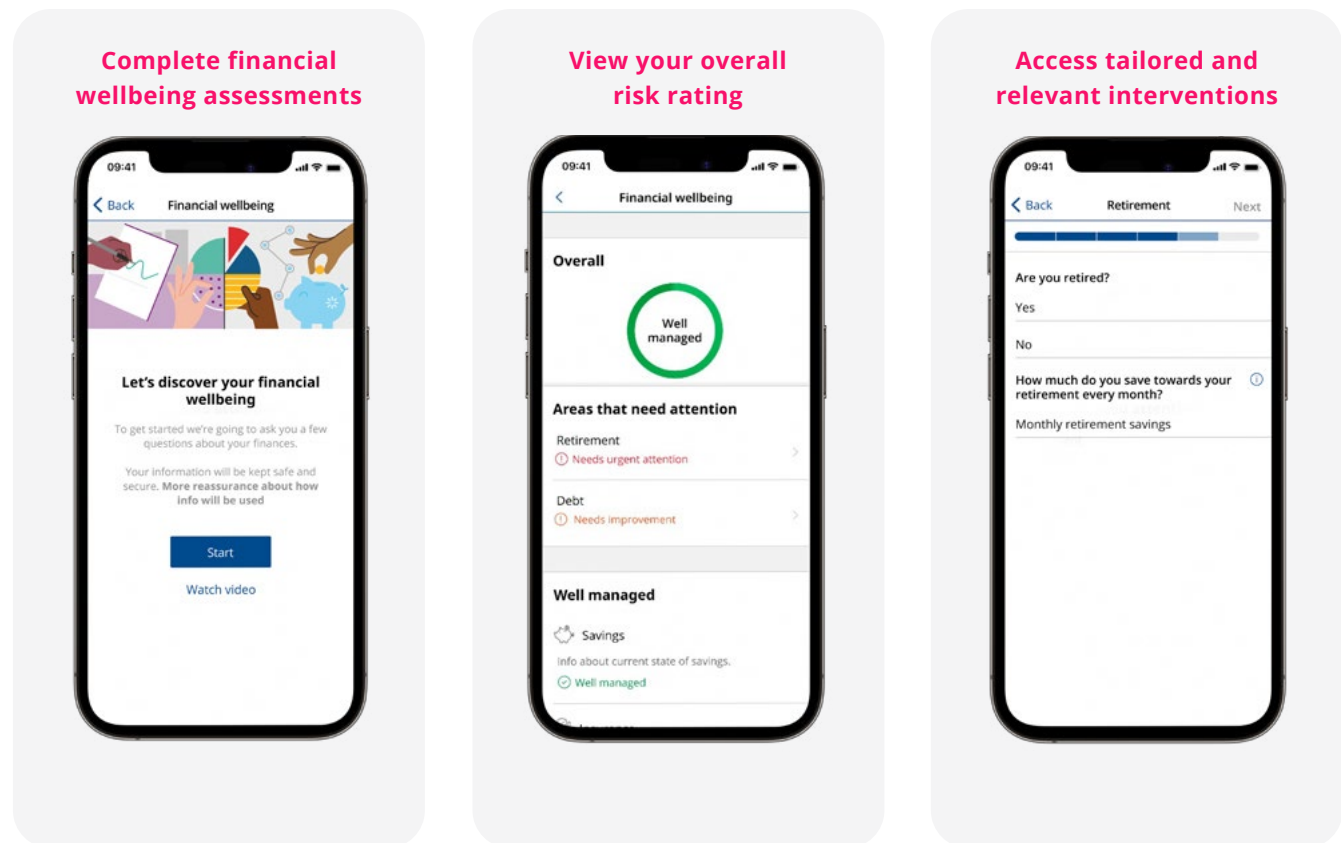 Complete financial
wellbeing assessments
09:41
Back
Financial wellbeing
Let's discover your financial
wellbeing
To get started we're going to ask you a few
questions about your finances.
Your information will be kept safe and
secure. More reassurance about how
info will be used
Start
Watch video
View your overall
risk rating
09:41
Financial wellbeing
Overall
Well
managed
Areas that need attention
Retirement
Needs urgent attention
Debt
Needs improvement
Well managed
Savings
Info about current state of savings.
Well managed
Access tailored and
relevant interventions
09:41
Back
Retirement
Next
Are you retired?
Yes
No
How much do you save towards your
retirement every month?
Monthly retirement savings